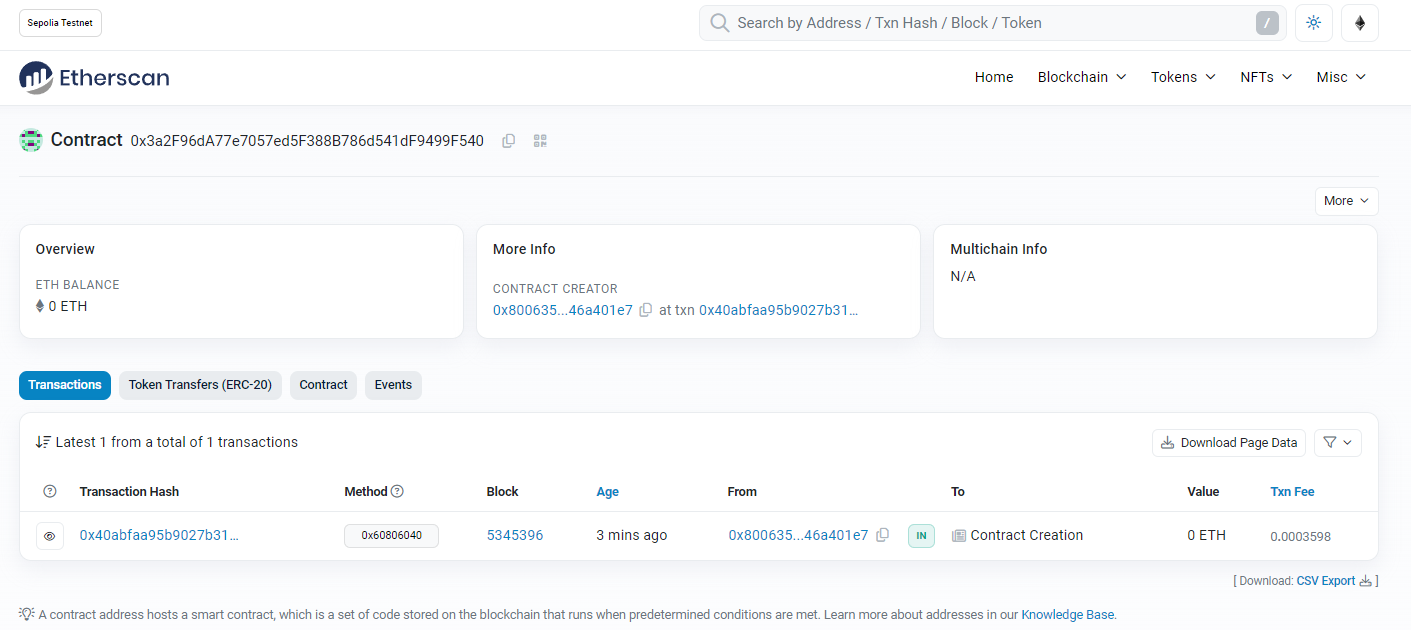 Sepolia Testnet
Search by Address / Txn Hash / Block / Token /
Etherscan Home Blockchain Tokens NFTs Misc
Contract 0x3a2F96dA77e7057ed5F388B786d541dF9499F540
More
Overview
ETH BALANCE
0 ETH
More Info
CONTRACT CREATOR
0x800635...46a401e7 at txn 0x40abfaa95b9027b31...
Multichain Info
N/A
Transactions Token Transfers (ERC-20) Contract Events
Latest 1 from a total of 1 transactions Download Page Data
Transaction Hash Method Block Age From To Value Txn Fee
0x40abfaa95b9027b31... 0x60806040 5345396 3 mins ago 0x800635...46a401e7 IN Contract Creation 0 ETH 0.0003598
[ Download: CSV Export ]
A contract address hosts a smart contract, which is a set of code stored on the blockchain that runs when predetermined conditions are met. Learn more about addresses in our Knowledge Base.